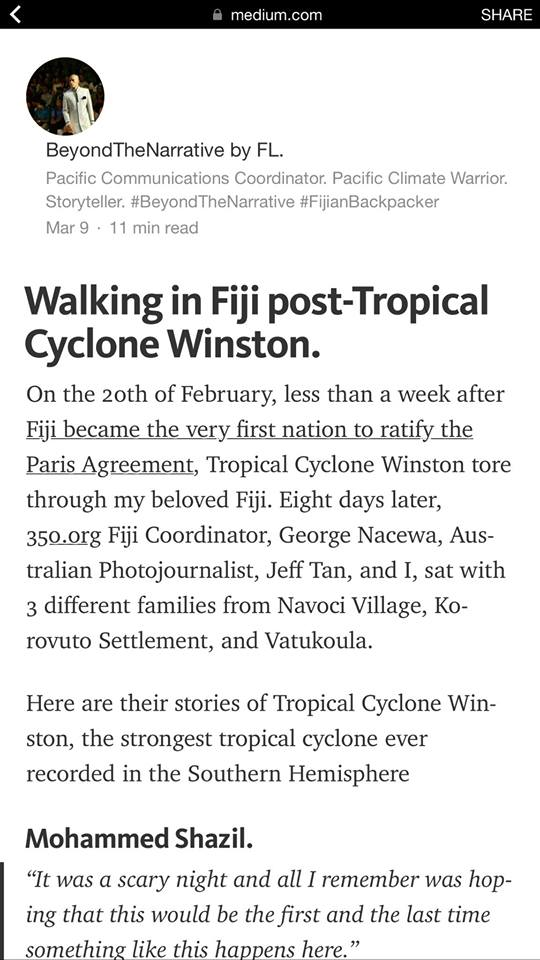 medium.com
SHARE
BeyondTheNarrative by FL.
Pacific Communications Coordinator. Pacific Climate Warrior.
Storyteller. #BeyondTheNarrative #FijianBackpacker
Mar 9 · 11 min read
Walking in Fiji post-Tropical
Cyclone Winston.
On the 20th of February, less than a week after
Fiji became the very first nation to ratify the
Paris Agreement, Tropical Cyclone Winston tore
through my beloved Fiji. Eight days later,
350.org Fiji Coordinator, George Nacewa, Aus-
tralian Photojournalist, Jeff Tan, and I, sat with
3 different families from Navoci Village, Ko-
rovuto Settlement, and Vatukoula.
Here are their stories of Tropical Cyclone Win-
ston, the strongest tropical cyclone ever
recorded in the Southern Hemisphere
Mohammed Shazil.
“It was a scary night and all I remember was hop-
ing that this would be the first and the last time
something like this happens here.”